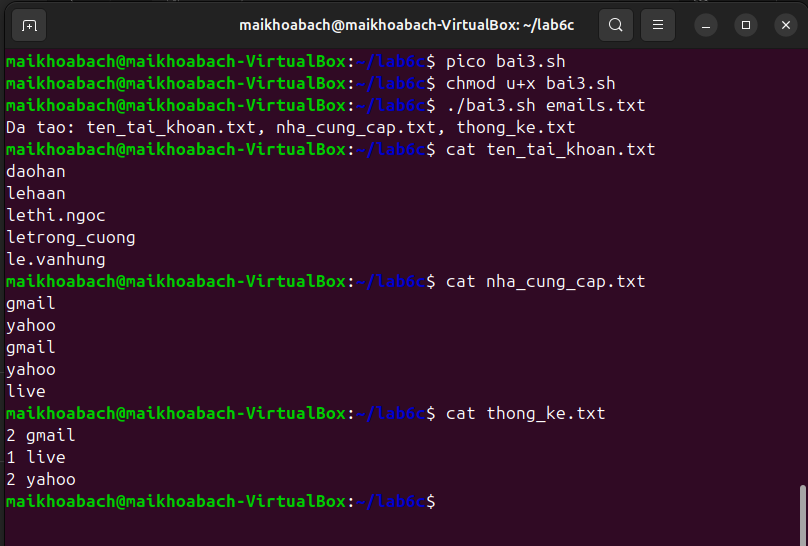 maikhoabach@maikhoabach-VirtualBox: ~/lab6c
maikhoabach@maikhoabach-VirtualBox:~/lab6c$ pico bai3.sh
maikhoabach@maikhoabach-VirtualBox:~/lab6c$ chmod u+x bai3.sh
maikhoabach@maikhoabach-VirtualBox:~/lab6c$ ./bai3.sh emails.txt
Da tao: ten_tai_khoan.txt, nha_cung_cap.txt, thong_ke.txt
maikhoabach@maikhoabach-VirtualBox:~/lab6c$ cat ten_tai_khoan.txt
daohan
lehaan
lethi.ngoc
letrong_cuong
le.vanhung
maikhoabach@maikhoabach-VirtualBox:~/lab6c$ cat nha_cung_cap.txt
gmail
yahoo
gmail
yahoo
live
maikhoabach@maikhoabach-VirtualBox:~/lab6c$ cat thong_ke.txt
2 gmail
1 live
2 yahoo
maikhoabach@maikhoabach-VirtualBox:~/lab6c$